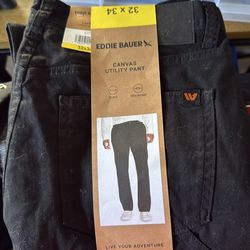 32 x 34
EDDIE BAUER
CANVAS
UTILITY PANT
LIVE YOUR ADVENTURE